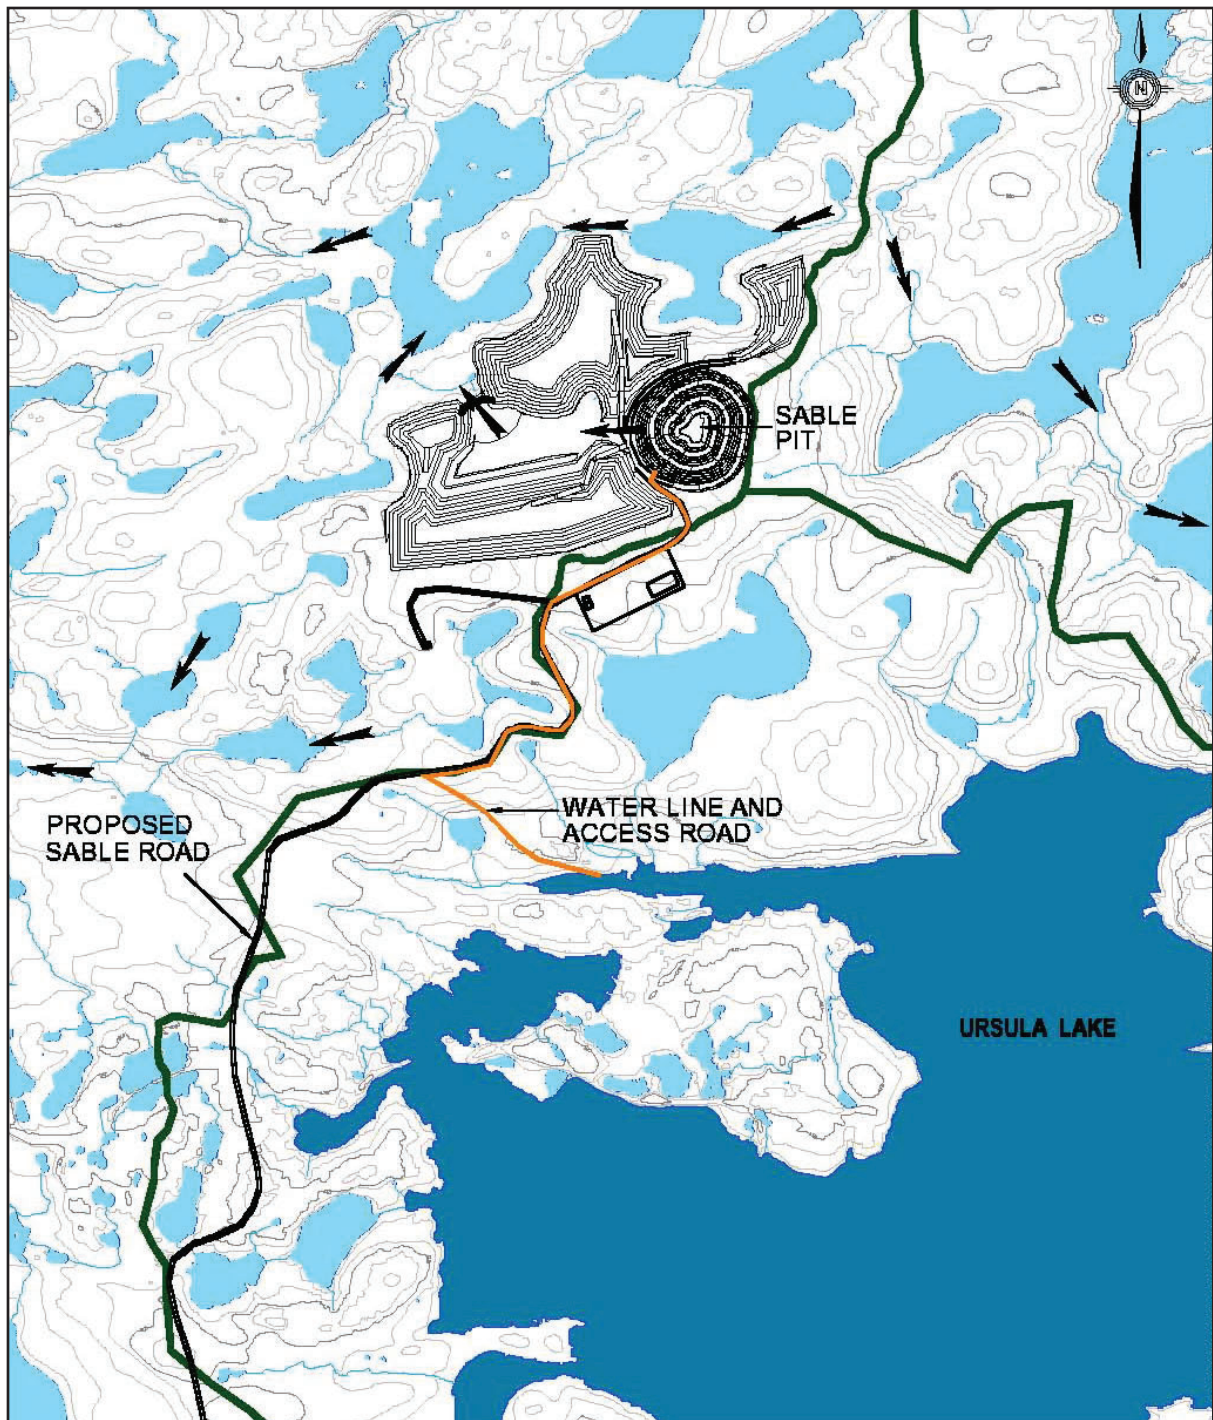 N
SABLE
PIT
WATER LINE AND
ACCESS ROAD
PROPOSED
SABLE ROAD
URSULA LAKE